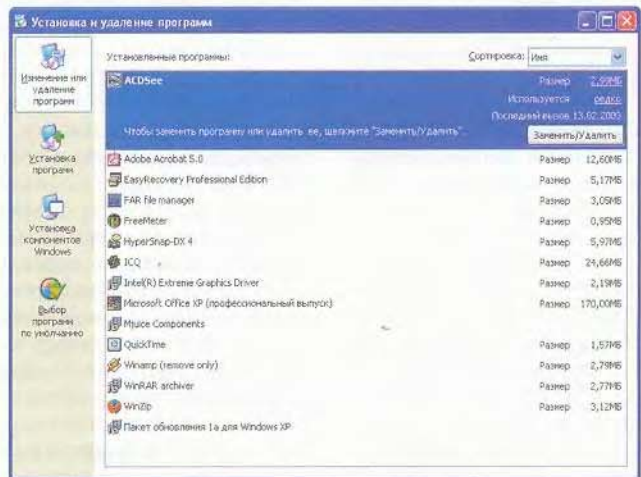 Установка и удаление программ
Изменение или
удаление
программ
Установка
программ
Установка
компонентов
Windows
Выбор
программ
по умолчанию
Установленные программы:
Сортировка: Имя
ACDSee
Размер 2,99МБ
Используется редко
Последний вызов 13.02.2003
Чтобы заменить программу или удалить ее, щелкните "Заменить/Удалить".
Заменить/Удалить
Adobe Acrobat 5.0 Размер 12,60МБ
EasyRecovery Professional Edition Размер 5,17МБ
FAR file manager Размер 3,05МБ
FreeMeter Размер 0,95МБ
HyperSnap-DX 4 Размер 5,97МБ
ICQ Размер 24,66МБ
Intel(R) Extreme Graphics Driver Размер 2,19МБ
Microsoft Office XP (профессиональный выпуск) Размер 170,00МБ
Mjuice Components
QuickTime Размер 1,57МБ
Winamp (remove only) Размер 2,79МБ
WinRAR archiver Размер 2,77МБ
WinZip Размер 3,12МБ
Пакет обновления 1a для Windows XP